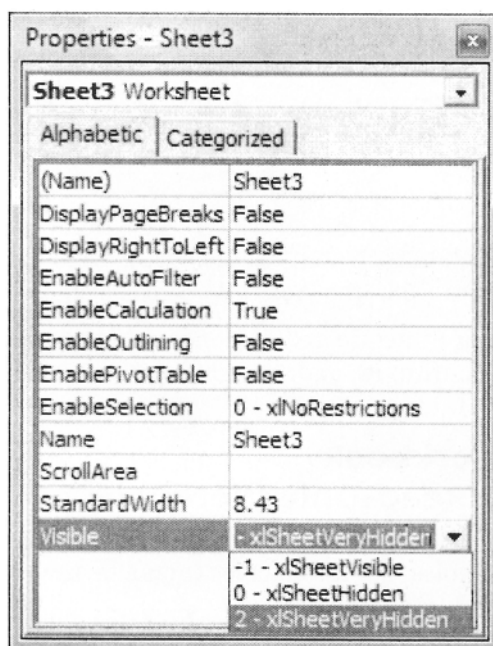 Properties - Sheet3
Sheet3 Worksheet
Alphabetic Categorized
(Name) Sheet3
DisplayPageBreaks False
DisplayRightToLeft False
EnableAutoFilter False
EnableCalculation True
EnableOutlining False
EnablePivotTable False
EnableSelection 0 - xlNoRestrictions
Name Sheet3
ScrollArea
StandardWidth 8.43
Visible - xlSheetVeryHidden
-1 - xlSheetVisible
0 - xlSheetHidden
2 - xlSheetVeryHidden